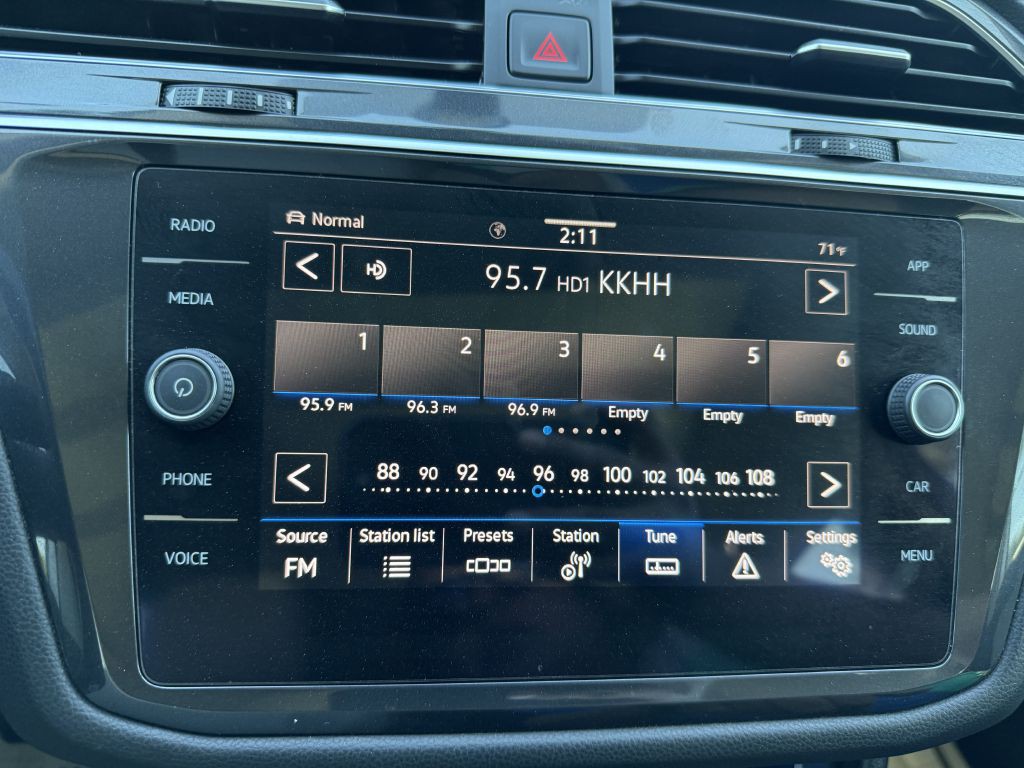 RADIO
MEDIA
PHONE
VOICE
Normal
2:11
71°F
HD
95.7 HD1 KKHH
1 2 3 4 5 6
95.9 FM 96.3 FM 96.9 FM Empty Empty Empty
88 90 92 94 96 98 100 102 104 106 108
Source Station list Presets Station Tune Alerts Settings
FM
APP
SOUND
CAR
MENU